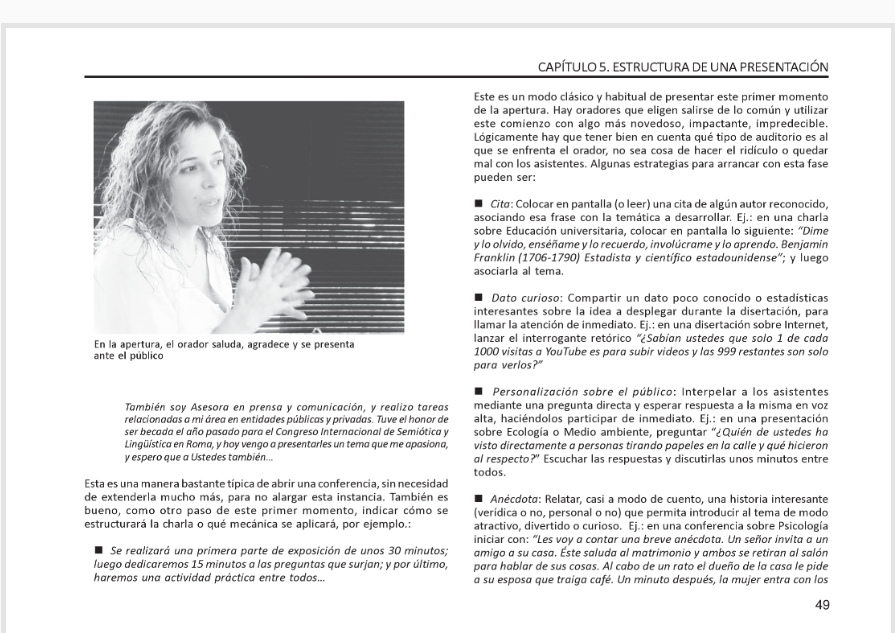 CAPÍTULO 5. ESTRUCTURA DE UNA PRESENTACIÓN
En la apertura, el orador saluda, agradece y se presenta
ante el público
También soy Asesora en prensa y comunicación, y realizo tareas
relacionadas a mi área en entidades públicas y privadas. Tuve el honor de
ser becada el año pasado para el Congreso Internacional de Semiótica y
Lingüística en Roma, y hoy vengo a presentarles un tema que me apasiona,
y espero que a Ustedes también...
Esta es una manera bastante típica de abrir una conferencia, sin necesidad
de extenderla mucho más, para no alargar esta instancia. También es
bueno, como otro paso de este primer momento, indicar cómo se
estructurará la charla o qué mecánica se aplicará, por ejemplo.:
■ Se realizará una primera parte de exposición de unos 30 minutos;
luego dedicaremos 15 minutos a las preguntas que surjan; y por último,
haremos una actividad práctica entre todos...
Este es un modo clásico y habitual de presentar este primer momento
de la apertura. Hay oradores que eligen salirse de lo común y utilizar
este comienzo con algo más novedoso, impactante, impredecible.
Lógicamente hay que tener bien en cuenta qué tipo de auditorio es al
que se enfrenta el orador, no sea cosa de hacer el ridículo o quedar
mal con los asistentes. Algunas estrategias para arrancar con esta fase
pueden ser:
■ Cita: Colocar en pantalla (o leer) una cita de algún autor reconocido,
asociando esa frase con la temática a desarrollar. Ej.: en una charla
sobre Educación universitaria, colocar en pantalla lo siguiente: “Dime
y lo olvido, enséñame y lo recuerdo, involúcrame y lo aprendo. Benjamin
Franklin (1706-1790) Estadista y científico estadounidense”; y luego
asociarla al tema.
■ Dato curioso: Compartir un dato poco conocido o estadísticas
interesantes sobre la idea a desplegar durante la disertación, para
llamar la atención de inmediato. Ej.: en una disertación sobre Internet,
lanzar el interrogante retórico “¿Sabían ustedes que solo 1 de cada
1000 visitas a YouTube es para subir videos y las 999 restantes son solo
para verlos?”
■ Personalización sobre el público: Interpelar a los asistentes
mediante una pregunta directa y esperar respuesta a la misma en voz
alta, haciéndolos participar de inmediato. Ej.: en una presentación
sobre Ecología o Medio ambiente, preguntar “¿Quién de ustedes ha
visto directamente a personas tirando papeles en la calle y qué hicieron
al respecto?” Escuchar las respuestas y discutirlas unos minutos entre
todos.
■ Anécdota: Relatar, casi a modo de cuento, una historia interesante
(verídica o no, personal o no) que permita introducir al tema de modo
atractivo, divertido o curioso. Ej.: en una conferencia sobre Psicología
iniciar con: “Les voy a contar una breve anécdota. Un señor invita a un
amigo a su casa. Éste saluda al matrimonio y ambos se retiran al salón
para hablar de sus cosas. Al cabo de un rato el dueño de la casa le pide
a su esposa que traiga café. Un minuto después, la mujer entra con los
49